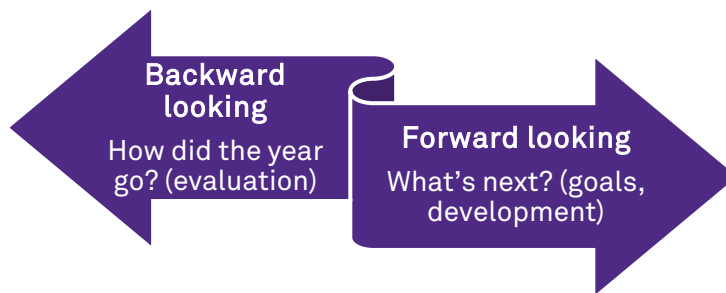 Backward
looking
How did the year
go? (evaluation)
Forward looking
What’s next? (goals,
development)